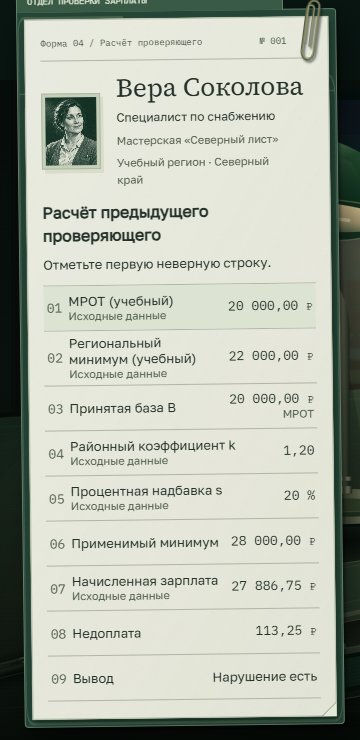 ОТДЕЛ ПРОВЕРКИ ЗАРПЛАТЫ
Форма 04 / Расчёт проверяющего № 001
Вера Соколова
Специалист по снабжению
Мастерская «Северный лист»
Учебный регион · Северный
край
Расчёт предыдущего
проверяющего
Отметьте первую неверную строку.
01 МРОТ (учебный) 20 000,00 ₽
Исходные данные
02 Региональный
минимум (учебный) 22 000,00 ₽
Исходные данные
03 Принятая база B 20 000,00 ₽
МРОТ
04 Районный коэффициент k 1,20
Исходные данные
05 Процентная надбавка s 20 %
Исходные данные
06 Применимый минимум 28 000,00 ₽
07 Начисленная зарплата 27 886,75 ₽
Исходные данные
08 Недоплата 113,25 ₽
09 Вывод Нарушение есть